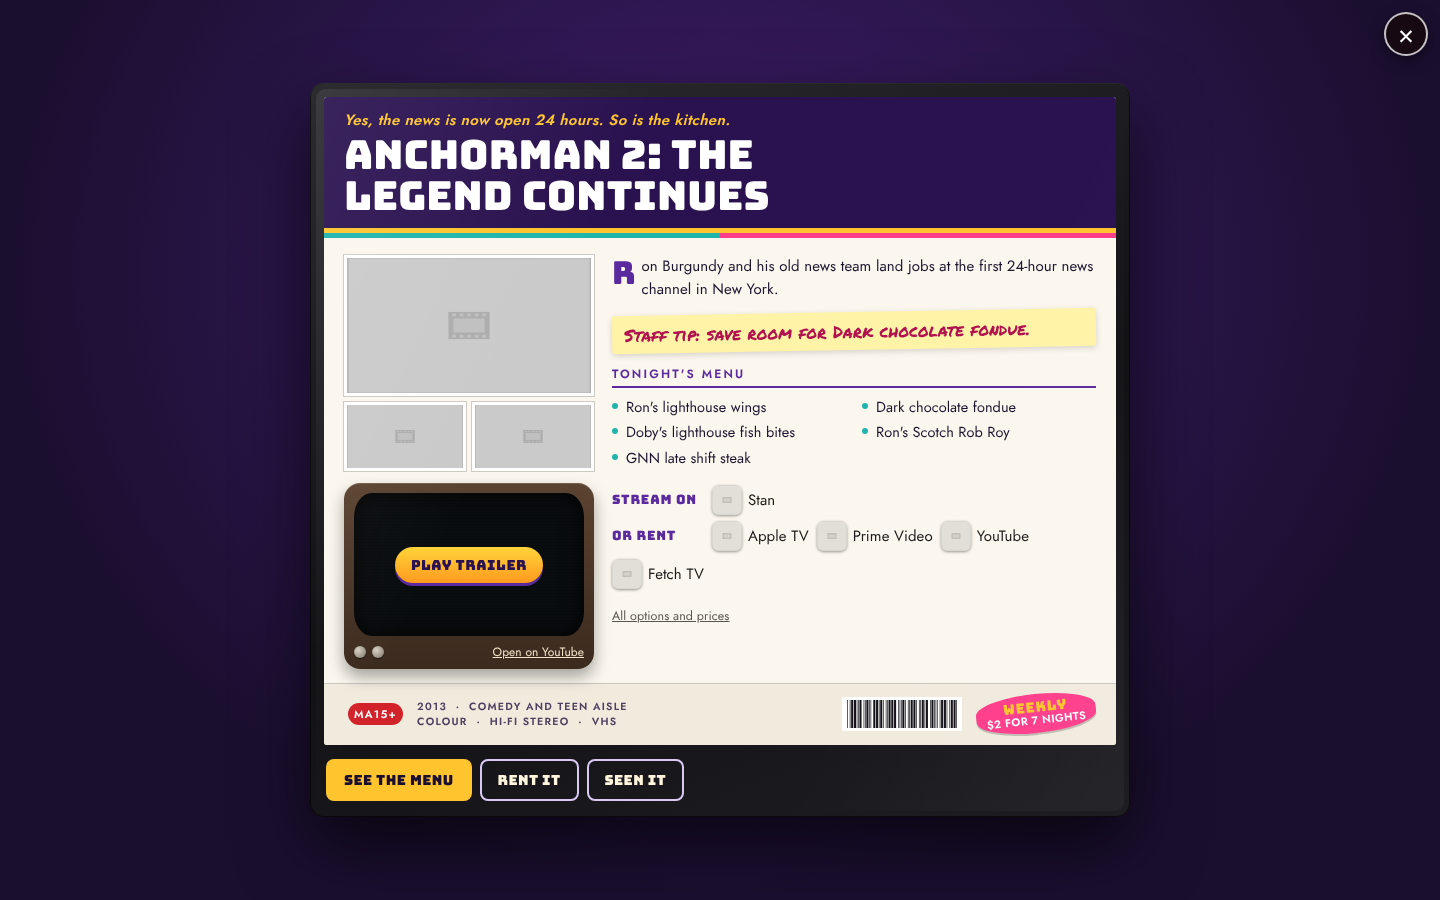 ×
Yes, the news is now open 24 hours. So is the kitchen.
ANCHORMAN 2: THE
LEGEND CONTINUES
Ron Burgundy and his old news team land jobs at the first 24-hour news
channel in New York.
Staff tip: save room for Dark chocolate fondue.
TONIGHT'S MENU
Ron's lighthouse wings
Dark chocolate fondue
Doby's lighthouse fish bites
Ron's Scotch Rob Roy
GNN late shift steak
STREAM ON Stan
OR RENT Apple TV Prime Video YouTube
Fetch TV
All options and prices
PLAY TRAILER
Open on YouTube
MA15+
2013 · COMEDY AND TEEN AISLE
COLOUR · HI-FI STEREO · VHS
WEEKLY
$2 FOR 7 NIGHTS
SEE THE MENU
RENT IT
SEEN IT